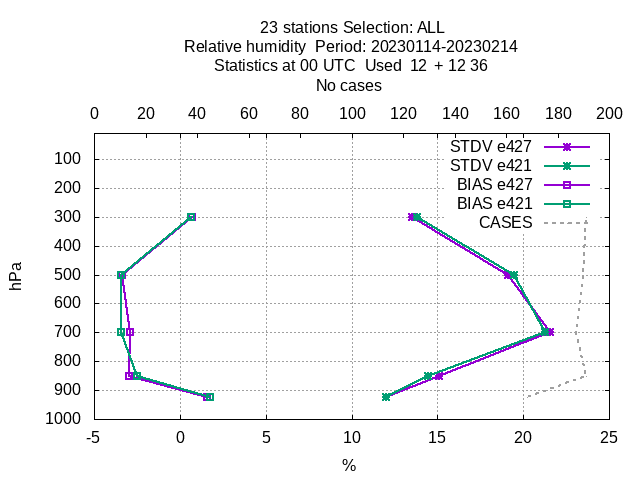 23 stations Selection: ALL
Relative humidity  Period: 20230114-20230214
Statistics at 00 UTC  Used  12  + 12 36
No cases
0 20 40 60 80 100 120 140 160 180 200
STDV e427
STDV e421
BIAS e427
BIAS e421
CASES
100
200
300
400
500
600
700
800
900
1000
hPa
-5 0 5 10 15 20 25
%